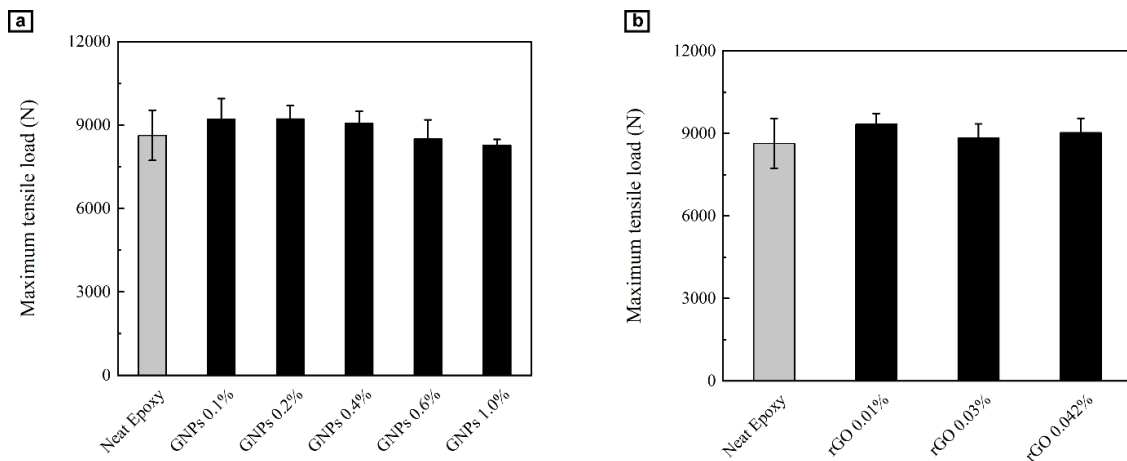 a
Maximum tensile load (N)
12000
9000
6000
3000
0
Neat Epoxy
GNPs 0.1%
GNPs 0.2%
GNPs 0.4%
GNPs 0.6%
GNPs 1.0%
b
Maximum tensile load (N)
12000
9000
6000
3000
0
Neat Epoxy
rGO 0.01%
rGO 0.03%
rGO 0.042%